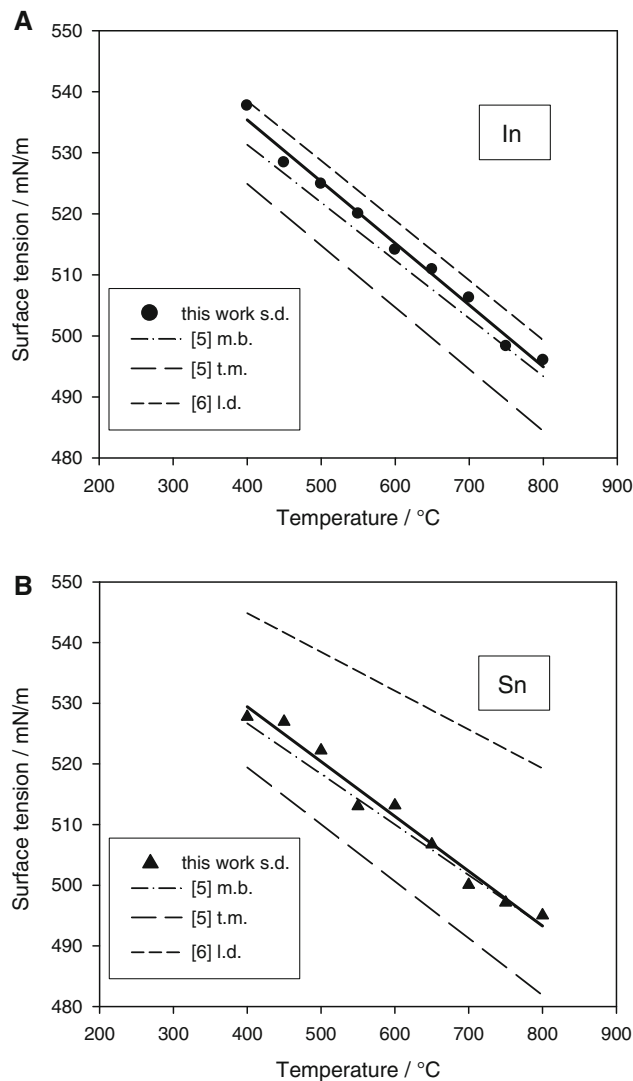 A
550
540
530
520
510
500
490
480
Surface tension / mN/m
In
this work s.d.
[5] m.b.
[5] t.m.
[6] l.d.
200 300 400 500 600 700 800 900
Temperature / °C
B
550
540
530
520
510
500
490
480
Surface tension / mN/m
Sn
this work s.d.
[5] m.b.
[5] t.m.
[6] l.d.
200 300 400 500 600 700 800 900
Temperature / °C